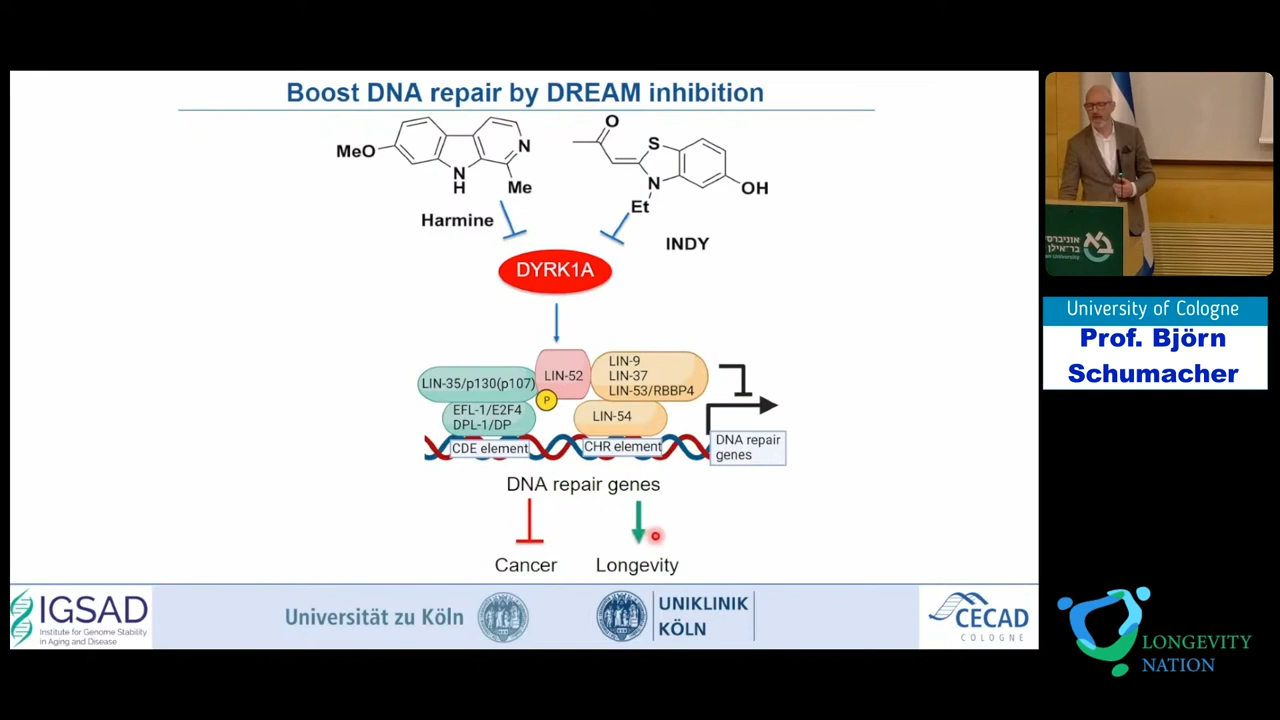 Boost DNA repair by DREAM inhibition
MeO
N
N
H
Me
Harmine
O
S
N
Et
OH
INDY
DYRK1A
LIN-35/p130(p107)
LIN-52
LIN-9
LIN-37
LIN-53/RBBP4
P
EFL-1/E2F4
DPL-1/DP
LIN-54
CDE element
CHR element
DNA repair
genes
DNA repair genes
Cancer
Longevity
IGSAD
Institute for Genome Stability
in Aging and Disease
Universität zu Köln
UNIKLINIK
KÖLN
CECAD
COLOGNE
University of Cologne
Prof. Björn
Schumacher
LONGEVITY
NATION